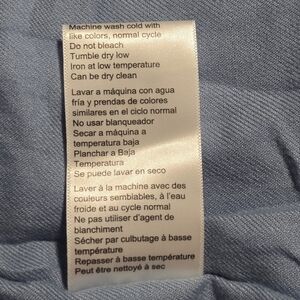 Machine wash cold with
like colors, normal cycle
Do not bleach
Tumble dry low
Iron at low temperature
Can be dry clean
Lavar a máquina con agua
fría y prendas de colores
similares en el ciclo normal
No usar blanqueador
Secar a máquina a
temperatura baja
Planchar a Baja
Temperatura
Se puede lavar en seco
Laver à la machine avec des
couleurs semblables, à l'eau
froide et au cycle normal
Ne pas utiliser d'agent de
blanchiment
Sécher par culbutage à basse
température
Repasser à basse température
Peut être nettoyé à sec